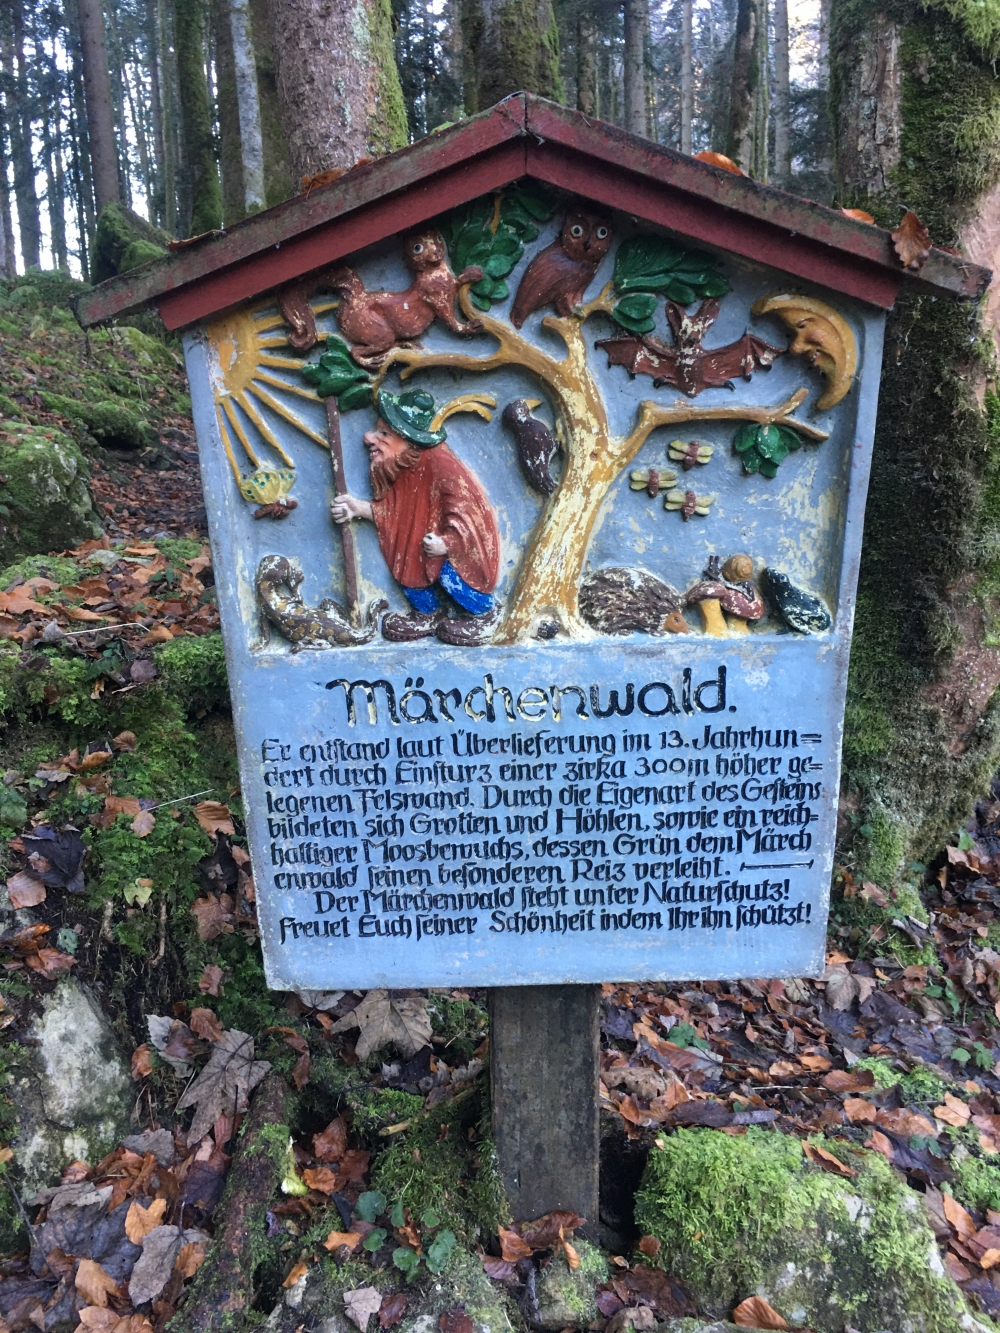 Märchenwald.
Er entstand laut Überlieferung im 13. Jahrhun=
dert durch Einsturz einer zirka 300m höher ge=
legenen Felswand. Durch die Eigenart des Gesteins
bildeten sich Grotten und Höhlen, sowie ein reich=
haltiger Moosbewuchs, dessen Grün dem Märch
enwald seinen besonderen Reiz verleiht.
Der Märchenwald steht unter Naturschutz!
Freuet Euch seiner Schönheit indem Ihr ihn schützt!